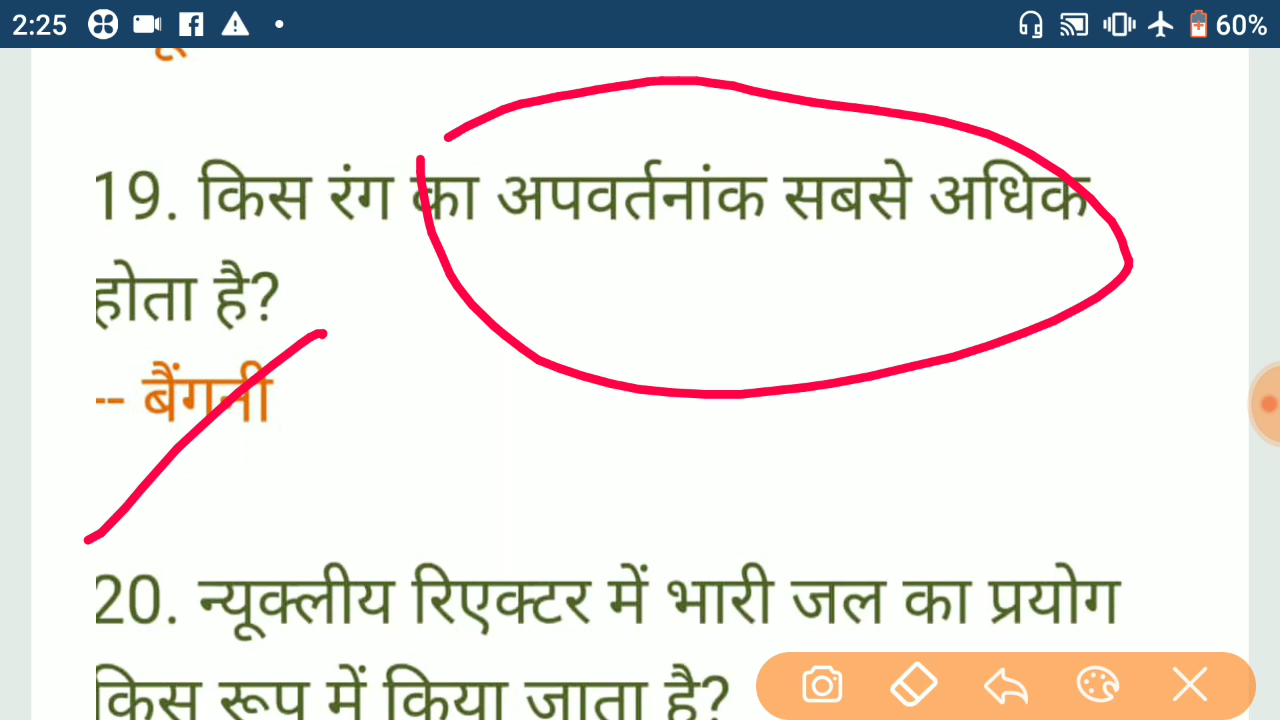 2:25
60%
19. किस रंग का अपवर्तनांक सबसे अधिक
होता है?
-- बैंगनी
20. न्यूक्लीय रिएक्टर में भारी जल का प्रयोग
किस रूप में किया जाता है?